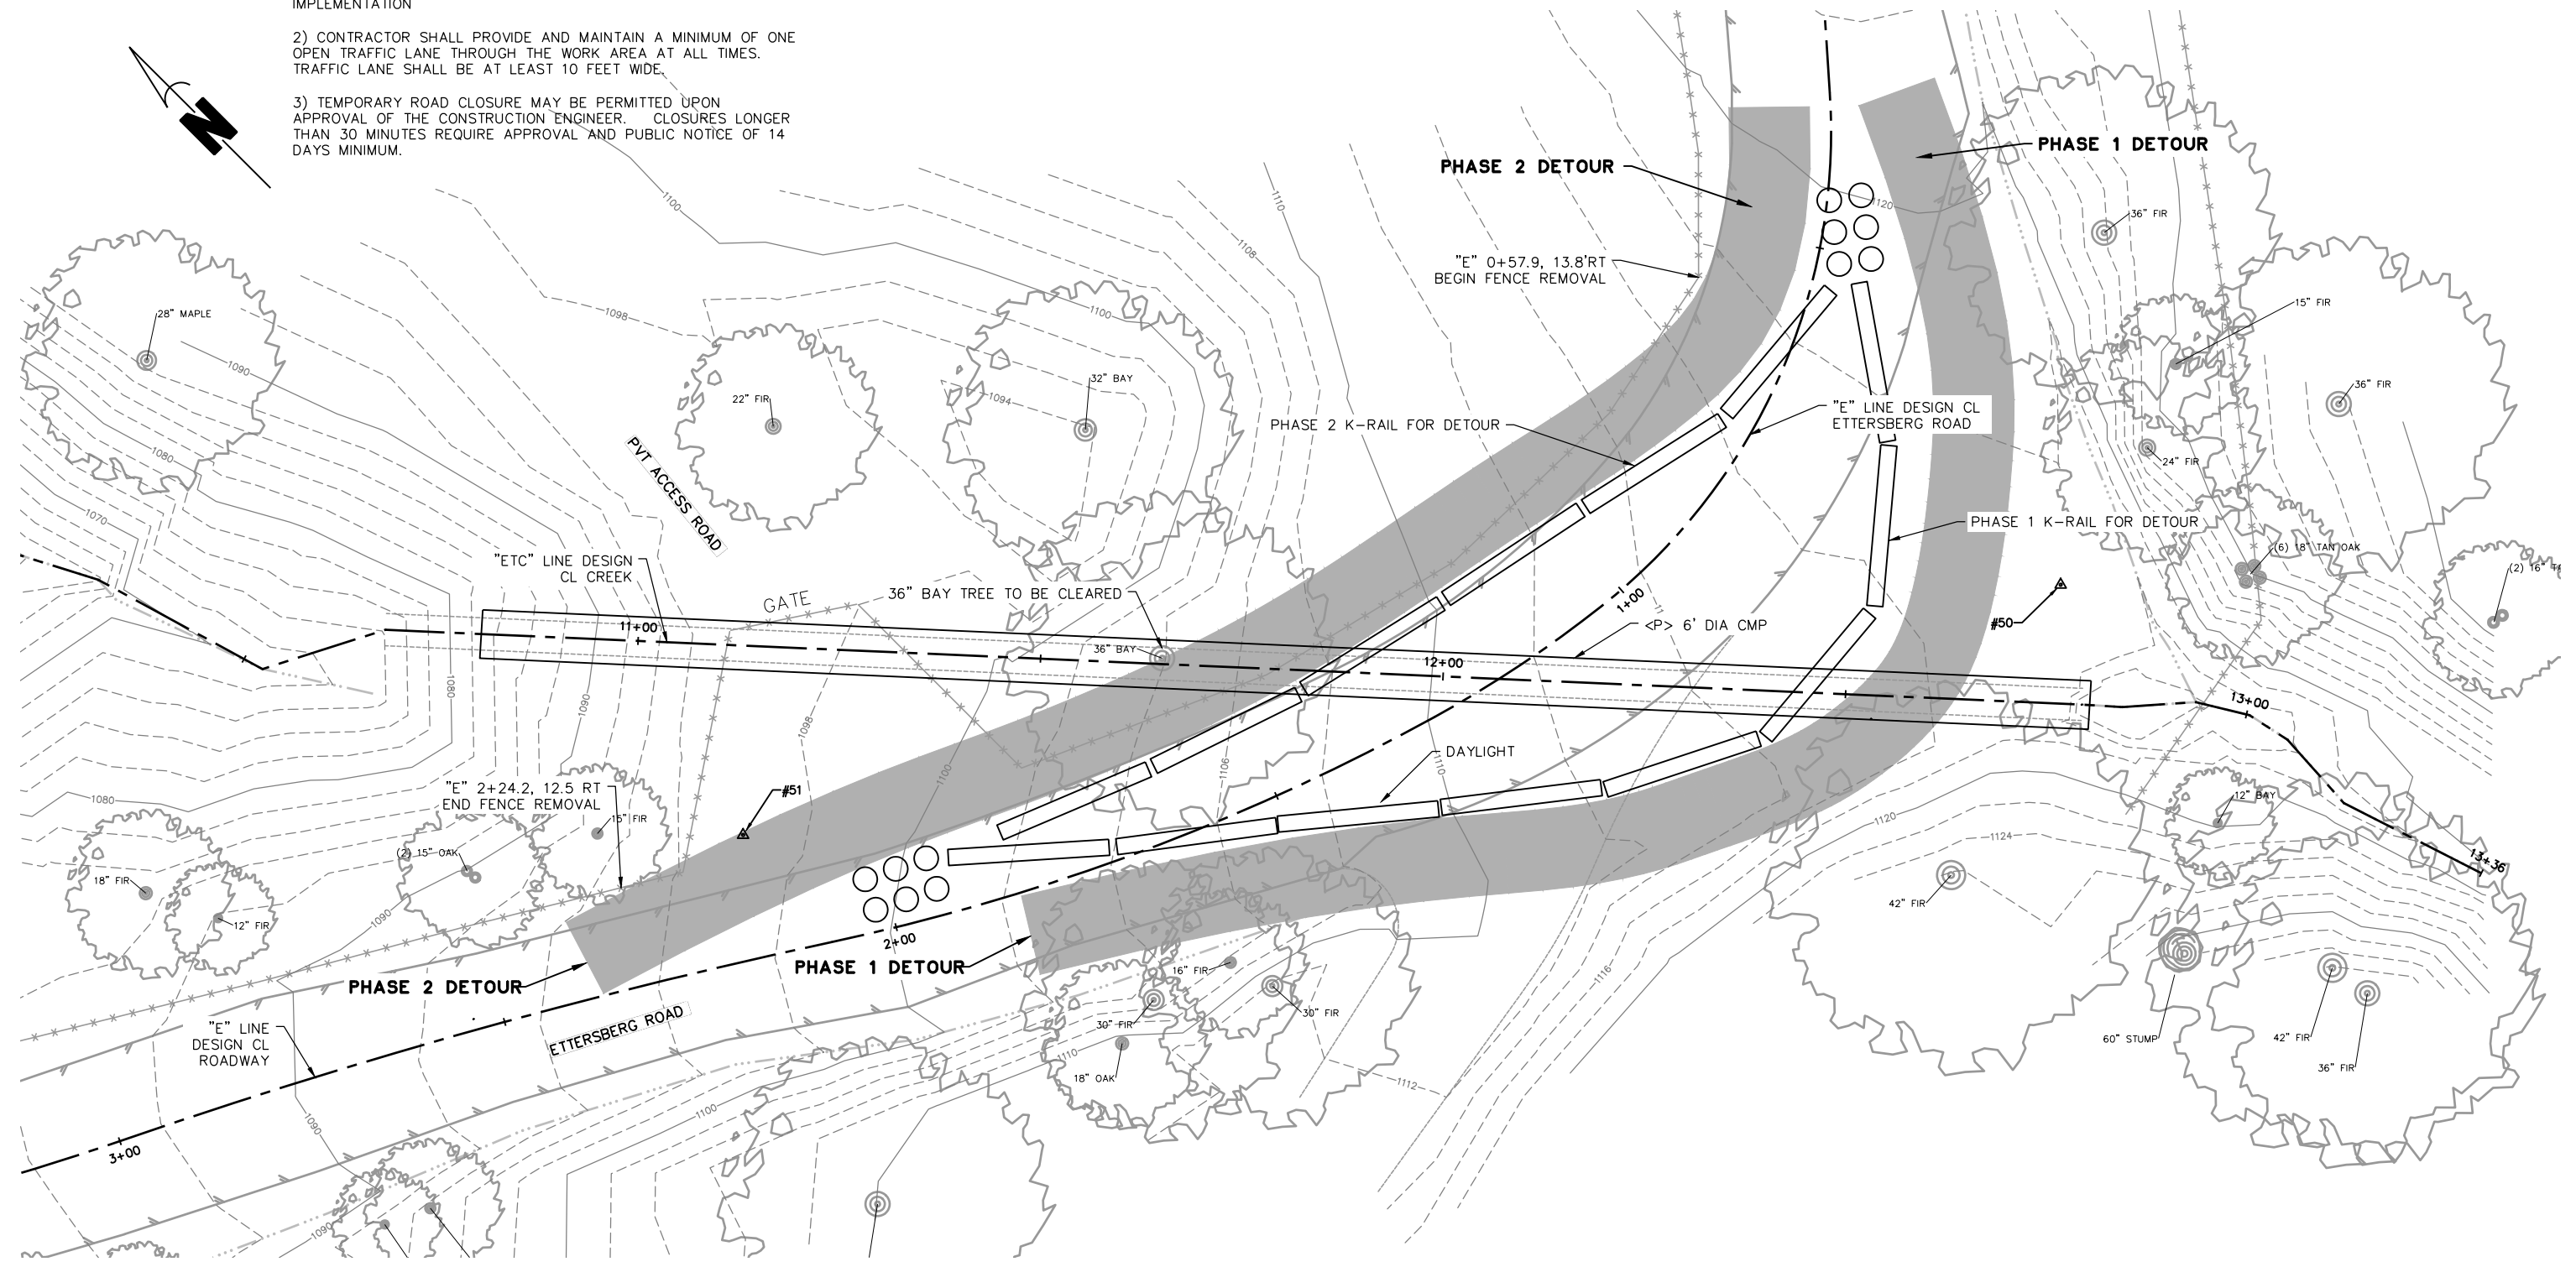 IMPLEMENTATION
2) CONTRACTOR SHALL PROVIDE AND MAINTAIN A MINIMUM OF ONE
OPEN TRAFFIC LANE THROUGH THE WORK AREA AT ALL TIMES.
TRAFFIC LANE SHALL BE AT LEAST 10 FEET WIDE.
3) TEMPORARY ROAD CLOSURE MAY BE PERMITTED UPON
APPROVAL OF THE CONSTRUCTION ENGINEER. CLOSURES LONGER
THAN 30 MINUTES REQUIRE APPROVAL AND PUBLIC NOTICE OF 14
DAYS MINIMUM.
N
PHASE 2 DETOUR
PHASE 1 DETOUR
1100
1110
1120
36" FIR
1108
"E" 0+57.9, 13.8'RT
BEGIN FENCE REMOVAL
28" MAPLE
1098
1100
15" FIR
1090
32" BAY
36" FIR
22" FIR
1094
"E" LINE DESIGN CL
ETTERSBERG ROAD
PHASE 2 K-RAIL FOR DETOUR
1080
PVT ACCESS ROAD
24" FIR
1070
PHASE 1 K-RAIL FOR DETOUR
(6) 18" TAN OAK
"ETC" LINE DESIGN
CL CREEK
(2) 16"
36" BAY TREE TO BE CLEARED
GATE
1+00
11+00
<P> 6' DIA CMP
#50
36" BAY
12+00
1080
1090
13+00
1098
DAYLIGHT
1100
1106
1110
"E" 2+24.2, 12.5 RT
END FENCE REMOVAL
#51
1080
12" BAY
15" FIR
1120
1124
(2) 15" OAK
13+36
18" FIR
42" FIR
1090
12" FIR
2+00
PHASE 1 DETOUR
16" FIR
1116
PHASE 2 DETOUR
30" FIR
30" FIR
ETTERSBERG ROAD
"E" LINE
DESIGN CL
ROADWAY
60" STUMP
42" FIR
1110
36" FIR
18" OAK
1112
1100
1090
3+00
1090